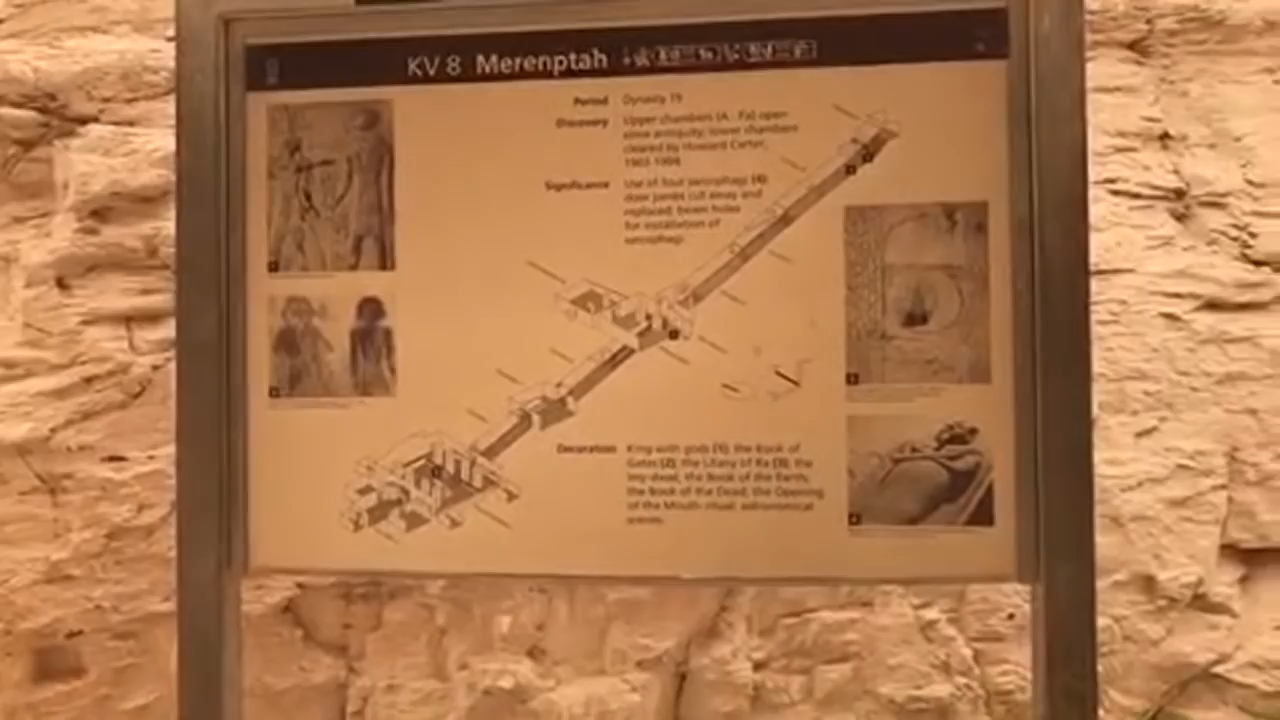 KV 8 Merenptah
Period Dynasty 19
Discovery Upper chambers (A - Fa) open
since antiquity; lower chambers
cleared by Howard Carter,
1903-1904
Significance Use of four sarcophagi (4);
door jambs cut away and
replaced; beam holes
for installation of
sarcophagi
Decoration King with gods (1); the Book of
Gates (2); the Litany of Ra (3); the
Imy-dwat; the Book of the Earth;
the Book of the Dead; the Opening
of the Mouth ritual; astronomical
scenes